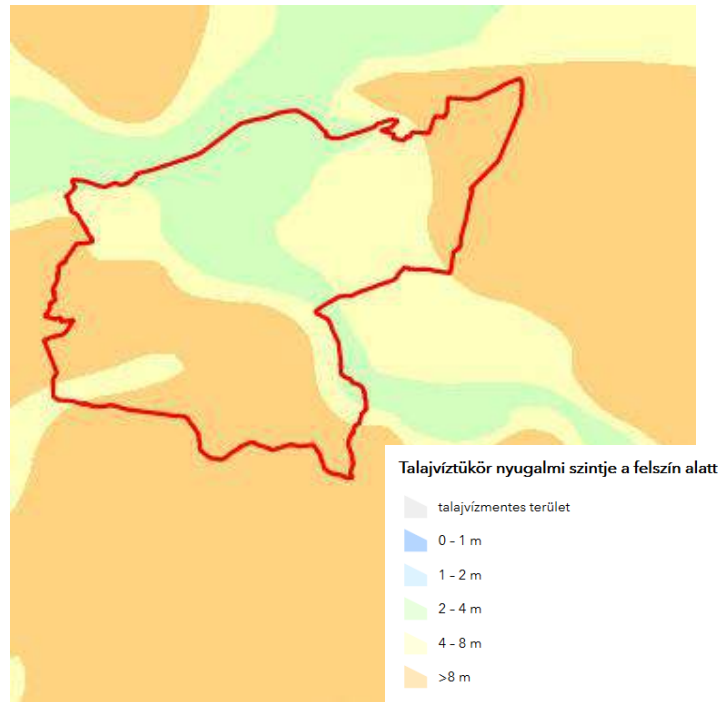 Talajvíztükör nyugalmi szintje a felszín alatt
talajvízmentes terület
0 - 1 m
1 - 2 m
2 - 4 m
4 - 8 m
>8 m